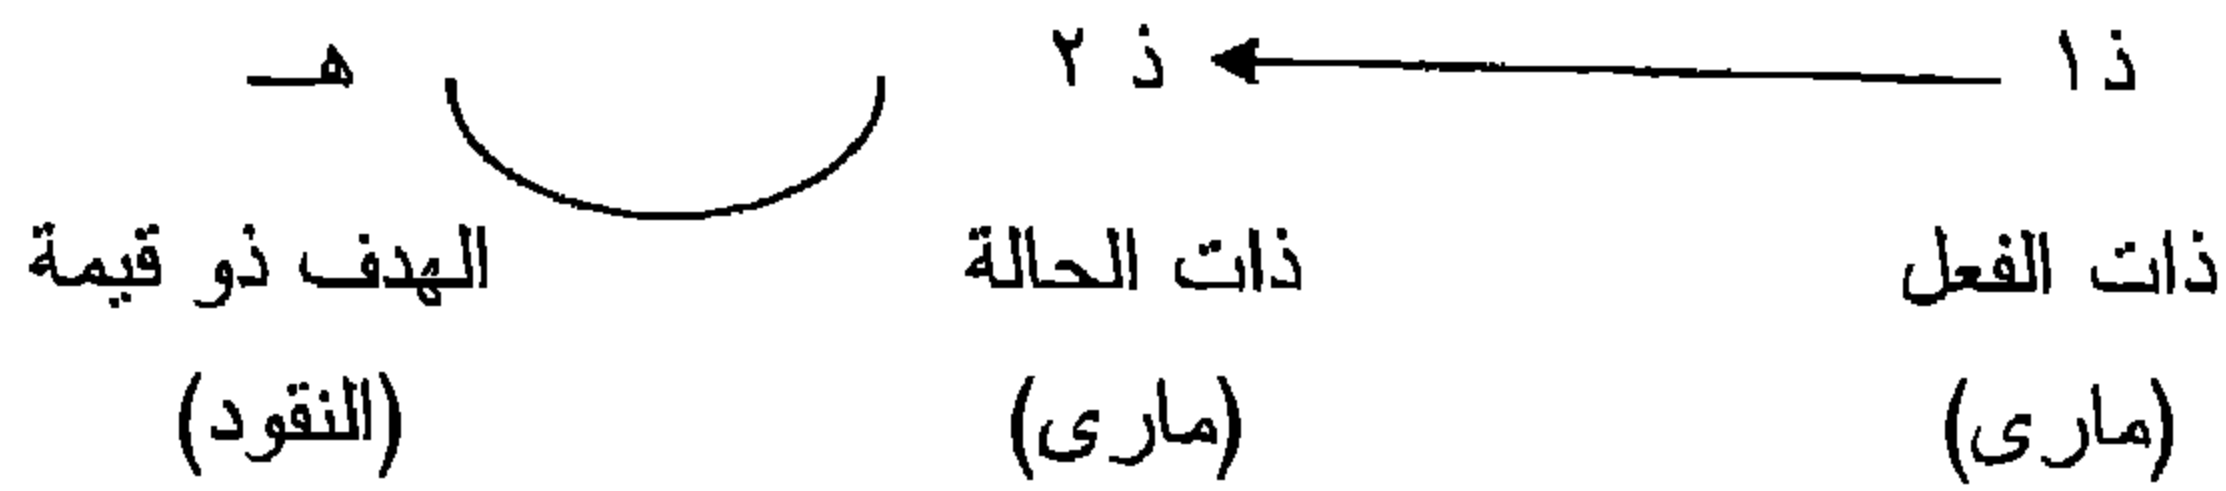 ذ ١ ذ ٢ هـ
ذات الفعل ذات الحالة الهدف ذو قيمة
(مارى) (مارى) (النقود)